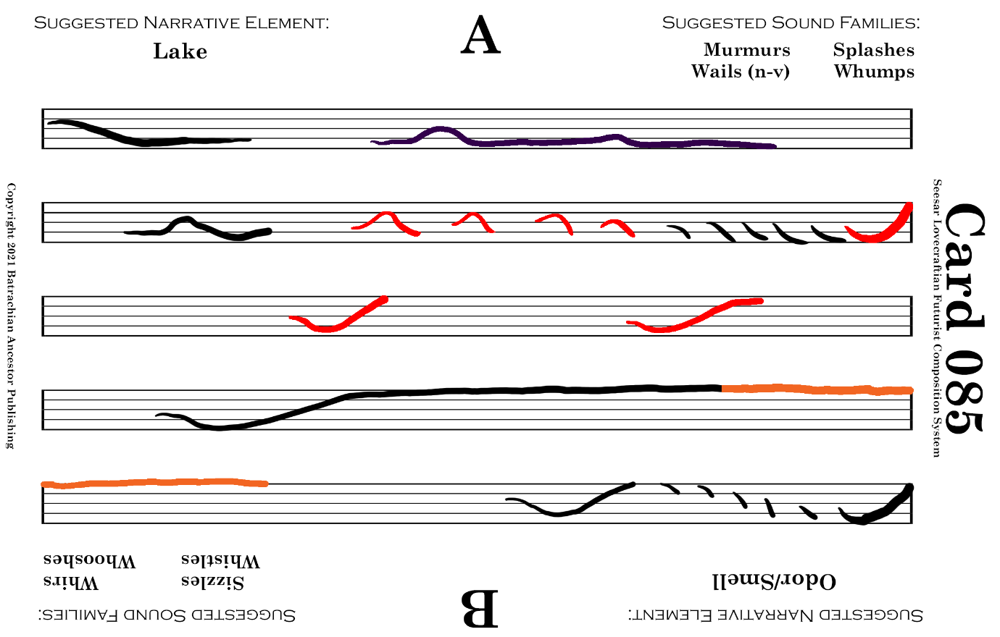 SUGGESTED NARRATIVE ELEMENT:
Lake
A
SUGGESTED SOUND FAMILIES:
Murmurs Splashes
Wails (n-v) Whumps
Copyright 2021 Batrachian Ancestor Publishing
Card 085
Seesar Lovecraftian Futurist Composition System
B
SUGGESTED NARRATIVE ELEMENT:
Odor/Smell
SUGGESTED SOUND FAMILIES:
Sizzles Whirs
Whistles Whooshes